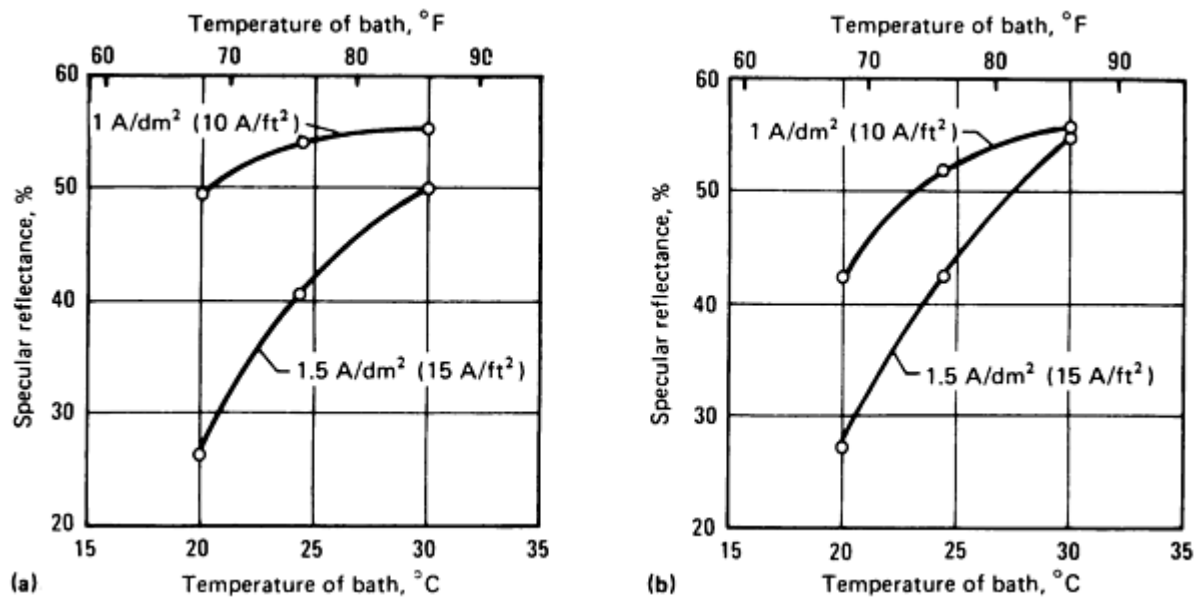 Temperature of bath, °F
60 70 80 90
60
50
40
30
20
Specular reflectance, %
1 A/dm² (10 A/ft²)
1.5 A/dm² (15 A/ft²)
15 20 25 30 35
(a) Temperature of bath, °C
Temperature of bath, °F
60 70 80 90
60
50
40
30
20
Specular reflectance, %
1 A/dm² (10 A/ft²)
1.5 A/dm² (15 A/ft²)
15 20 25 30 35
(b) Temperature of bath, °C